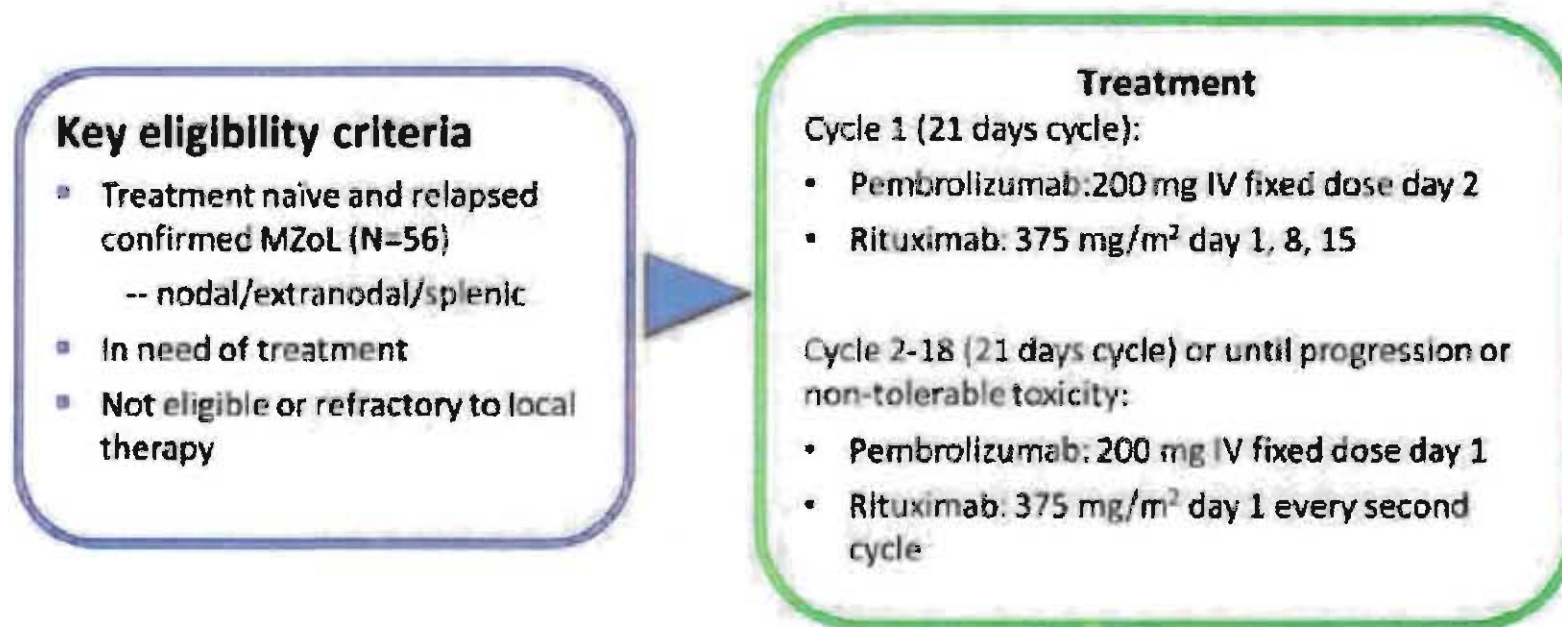 Key eligibility criteria
▪ Treatment naïve and relapsed
confirmed MZoL (N=56)
-- nodal/extranodal/splenic
▪ In need of treatment
▪ Not eligible or refractory to local
therapy
Treatment
Cycle 1 (21 days cycle):
• Pembrolizumab:200 mg IV fixed dose day 2
• Rituximab: 375 mg/m² day 1, 8, 15
Cycle 2-18 (21 days cycle) or until progression or
non-tolerable toxicity:
• Pembrolizumab: 200 mg IV fixed dose day 1
• Rituximab: 375 mg/m² day 1 every second
cycle